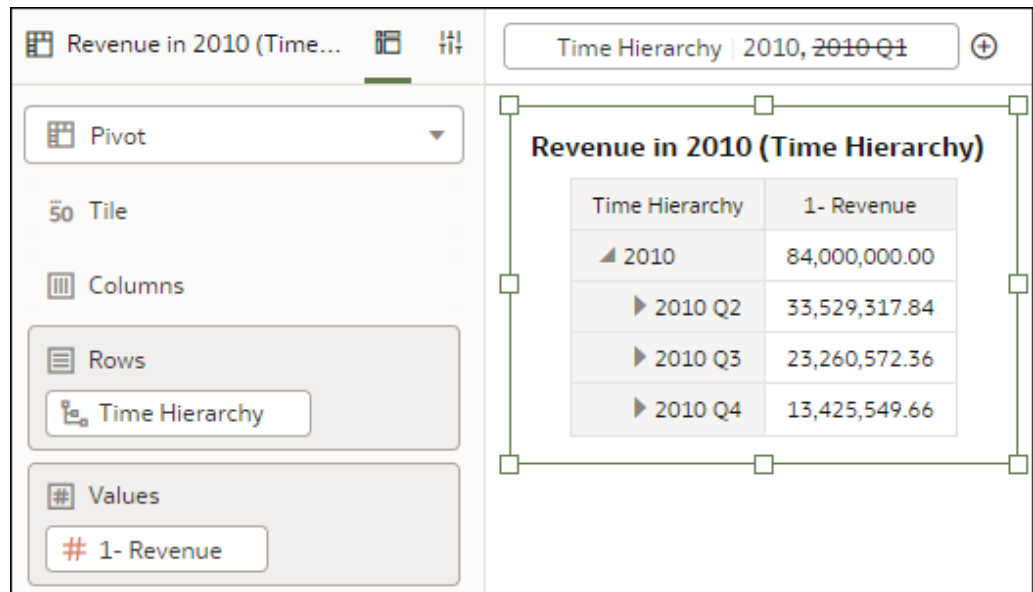 Revenue in 2010 (Time...
Pivot
50 Tile
Columns
Rows
Time Hierarchy
Values
# 1- Revenue
Time Hierarchy | 2010, 2010 Q1
Revenue in 2010 (Time Hierarchy)
Time Hierarchy 1- Revenue
2010 84,000,000.00
2010 Q2 33,529,317.84
2010 Q3 23,260,572.36
2010 Q4 13,425,549.66